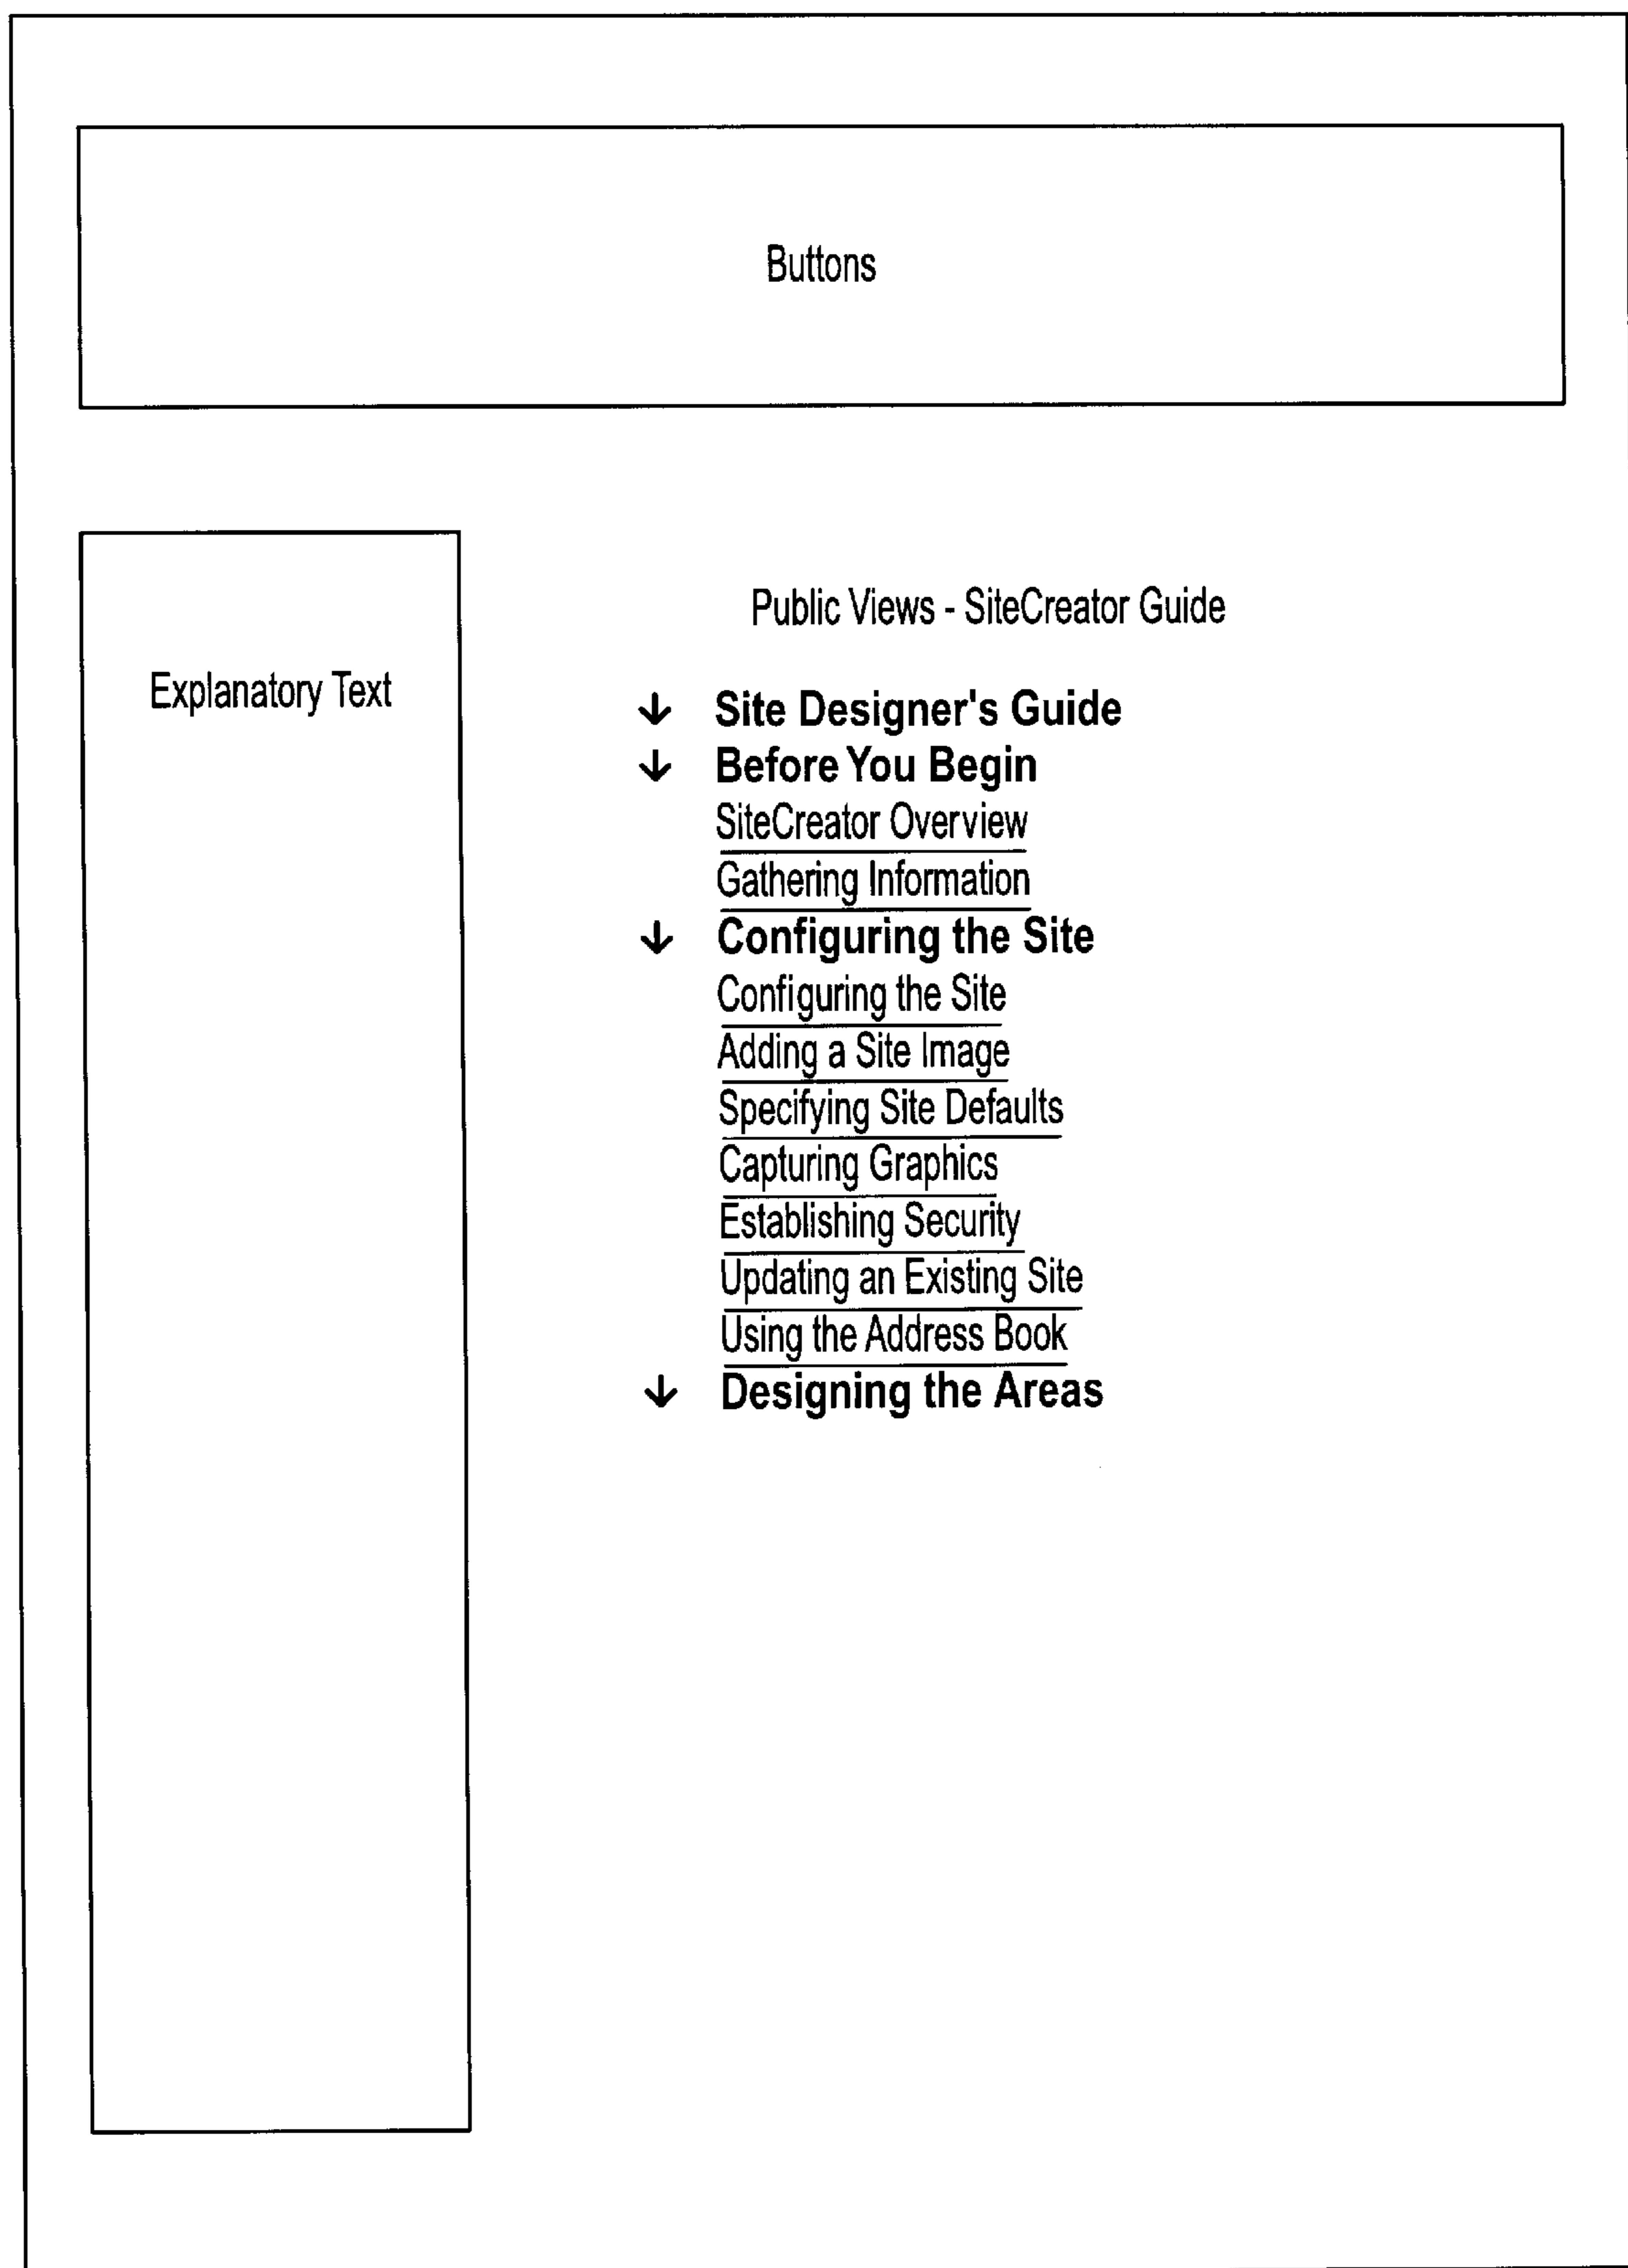 Buttons
Explanatory Text
Public Views - SiteCreator Guide
↓ Site Designer's Guide
↓ Before You Begin
SiteCreator Overview
Gathering Information
↓ Configuring the Site
Configuring the Site
Adding a Site Image
Specifying Site Defaults
Capturing Graphics
Establishing Security
Updating an Existing Site
Using the Address Book
↓ Designing the Areas